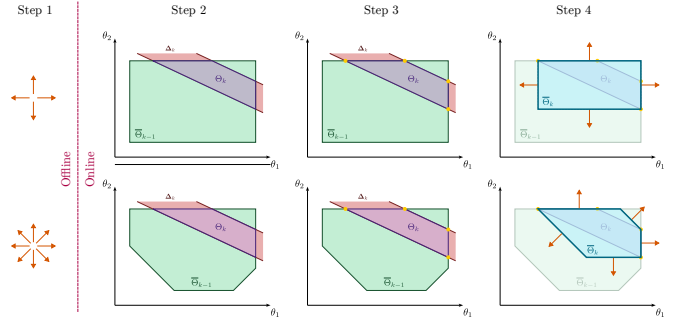 Step 1
Step 2
Step 3
Step 4
Offline
Online
θ₂
Δₖ
Θₖ
Θ̅ₖ₋₁
θ₁
θ₂
Δₖ
Θₖ
Θ̅ₖ₋₁
θ₁
θ₂
Θₖ
Θ̅ₖ
Θ̅ₖ₋₁
θ₁
θ₂
Δₖ
Θₖ
Θ̅ₖ₋₁
θ₁
θ₂
Δₖ
Θₖ
Θ̅ₖ₋₁
θ₁
θ₂
Θₖ
Θ̅ₖ
Θ̅ₖ₋₁
θ₁